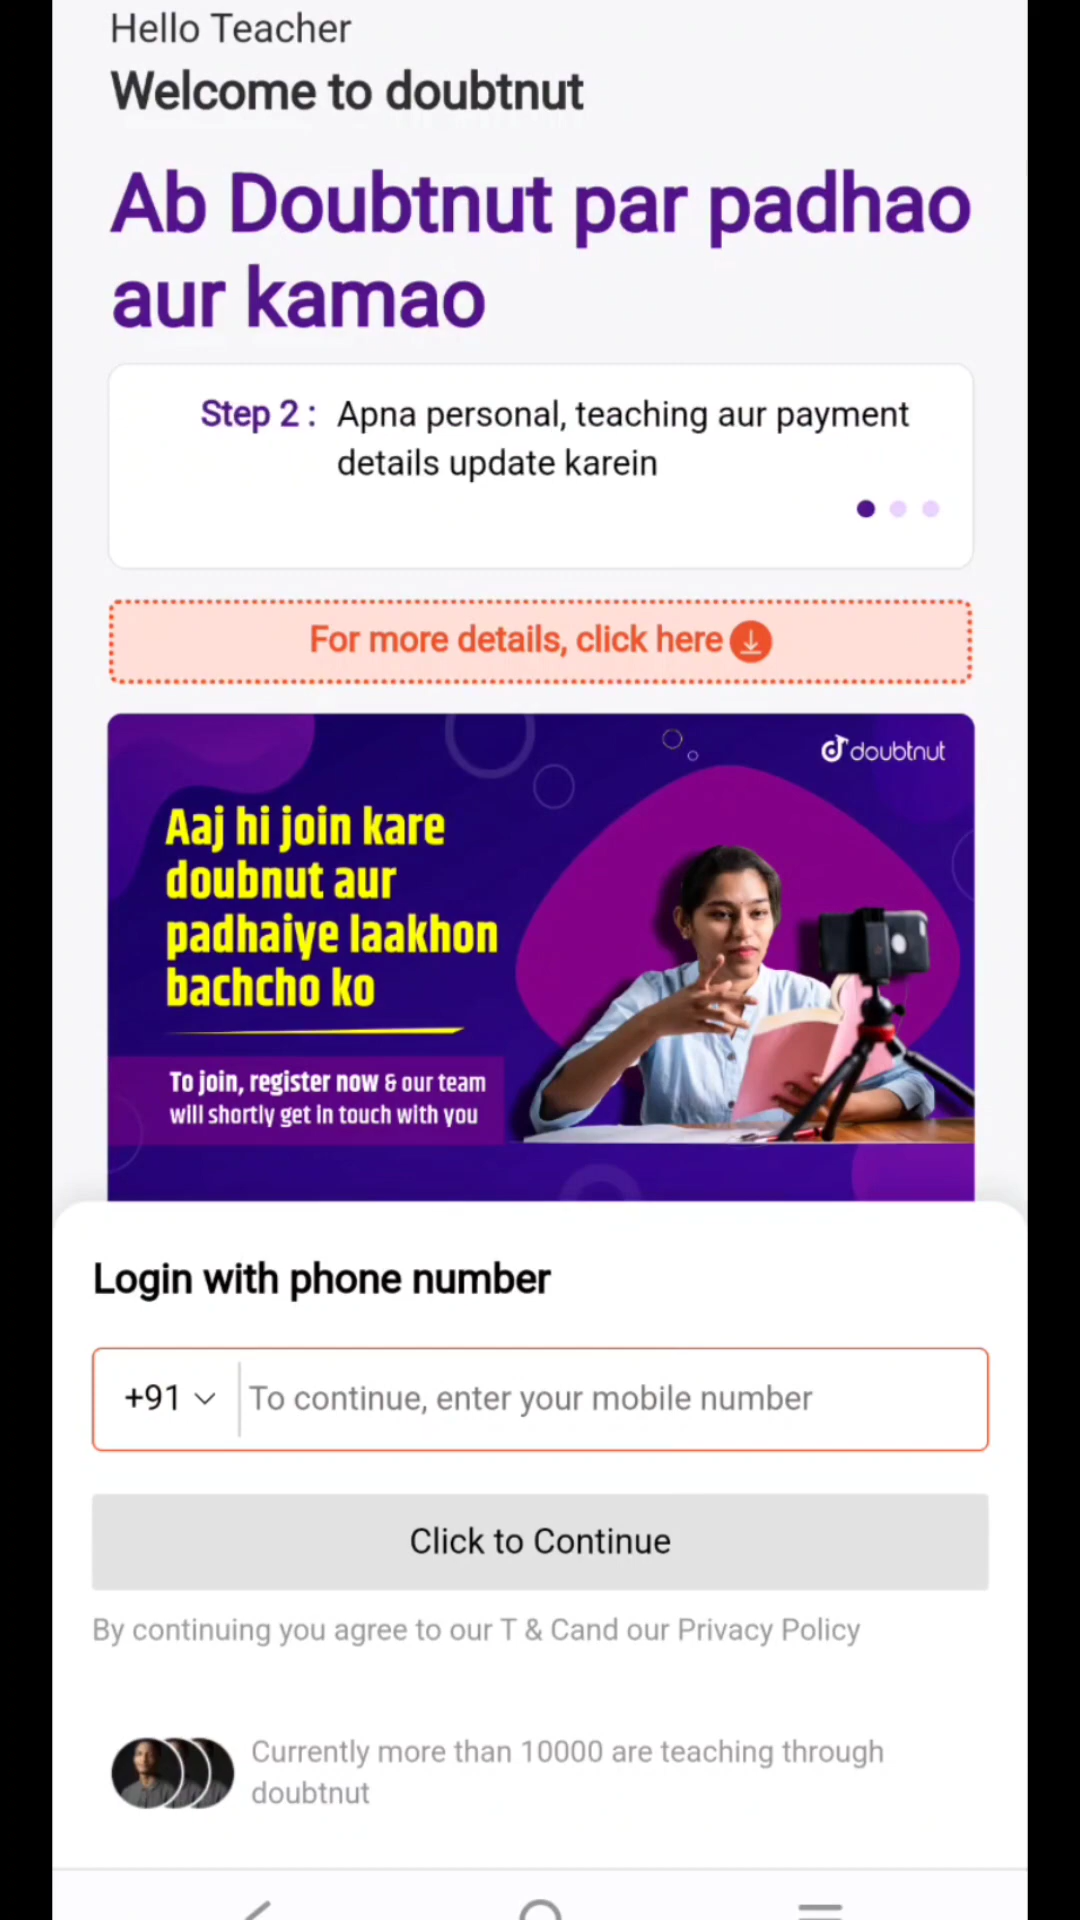 Hello Teacher
Welcome to doubtnut
Ab Doubtnut par padhao
aur kamao
Step 2 : Apna personal, teaching aur payment
details update karein
For more details, click here
doubtnut
Aaj hi join kare
doubnut aur
padhaiye laakhon
bachcho ko
To join, register now & our team
will shortly get in touch with you
Login with phone number
+91 To continue, enter your mobile number
Click to Continue
By continuing you agree to our T & Cand our Privacy Policy
Currently more than 10000 are teaching through
doubtnut